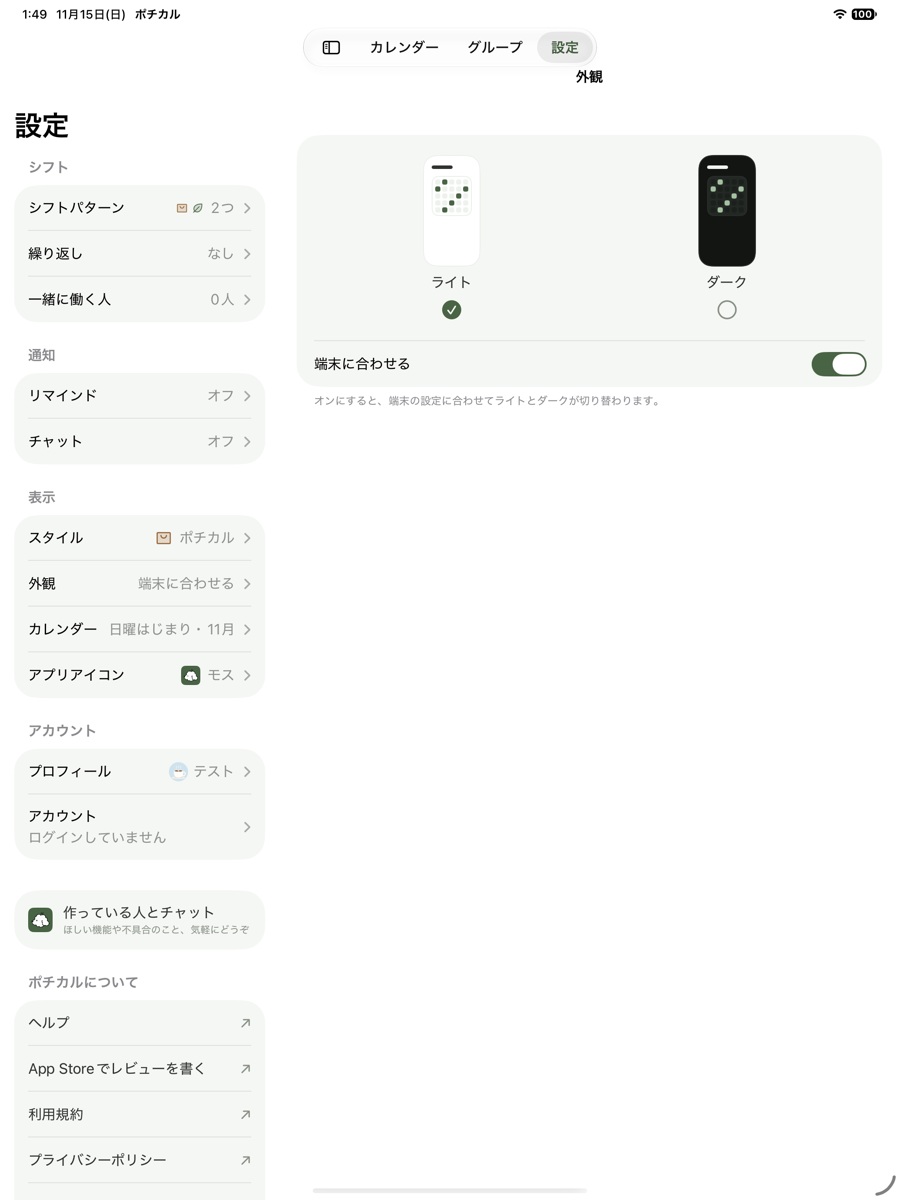 1:49 11月15日(日) ポチカル
100
カレンダー グループ 設定
外観
設定
シフト
シフトパターン 2つ
繰り返し なし
一緒に働く人 0人
通知
リマインド オフ
チャット オフ
表示
スタイル ポチカル
外観 端末に合わせる
カレンダー 日曜はじまり・11月
アプリアイコン モス
アカウント
プロフィール テスト
アカウント
ログインしていません
作っている人とチャット
ほしい機能や不具合のこと、気軽にどうぞ
ポチカルについて
ヘルプ
App Storeでレビューを書く
利用規約
プライバシーポリシー
ライト
ダーク
端末に合わせる
オンにすると、端末の設定に合わせてライトとダークが切り替わります。